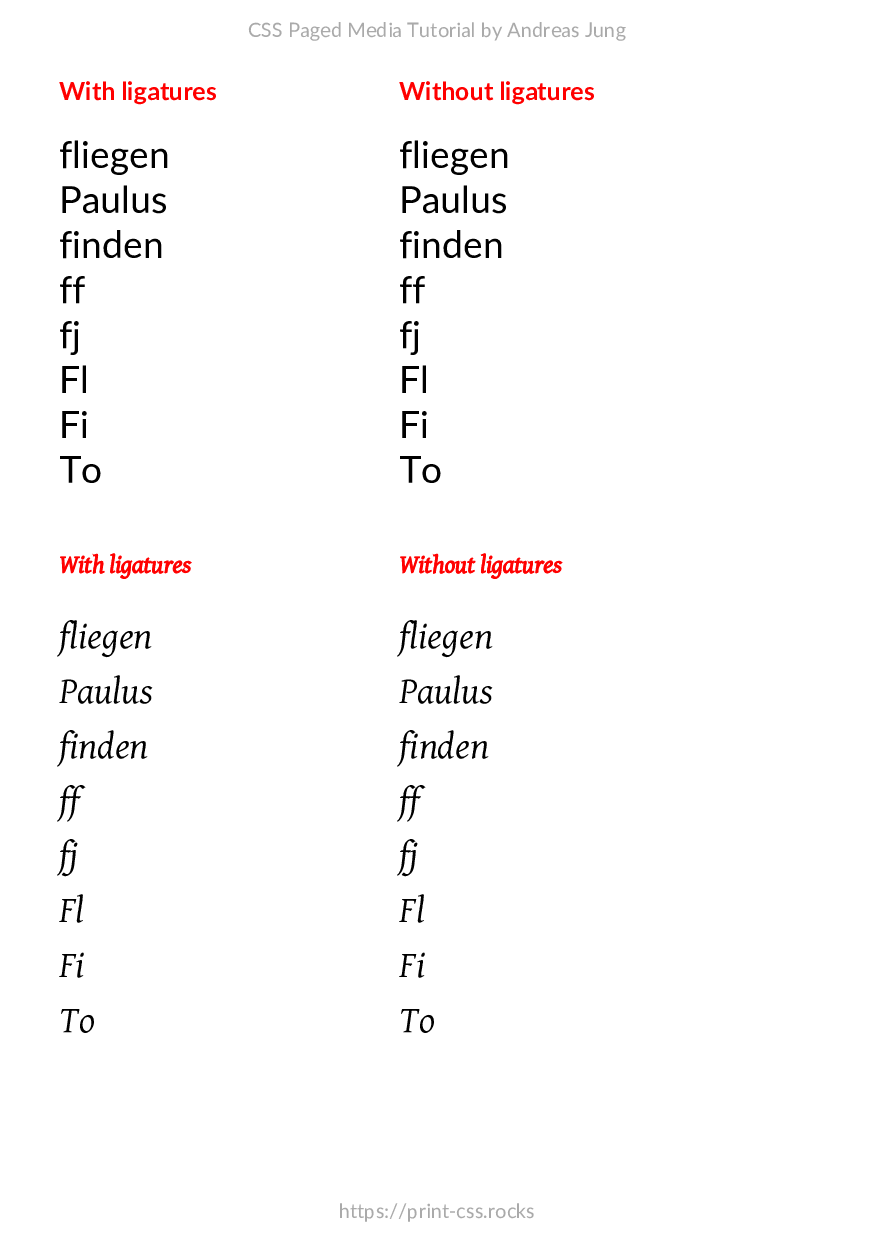 CSS Paged Media Tutorial by Andreas Jung
With ligatures
fliegen
Paulus
finden
ff
fj
Fl
Fi
To
Without ligatures
fliegen
Paulus
finden
ff
fj
Fl
Fi
To
With ligatures
fliegen
Paulus
finden
ff
fj
Fl
Fi
To
Without ligatures
fliegen
Paulus
finden
ff
fj
Fl
Fi
To
https://print-css.rocks